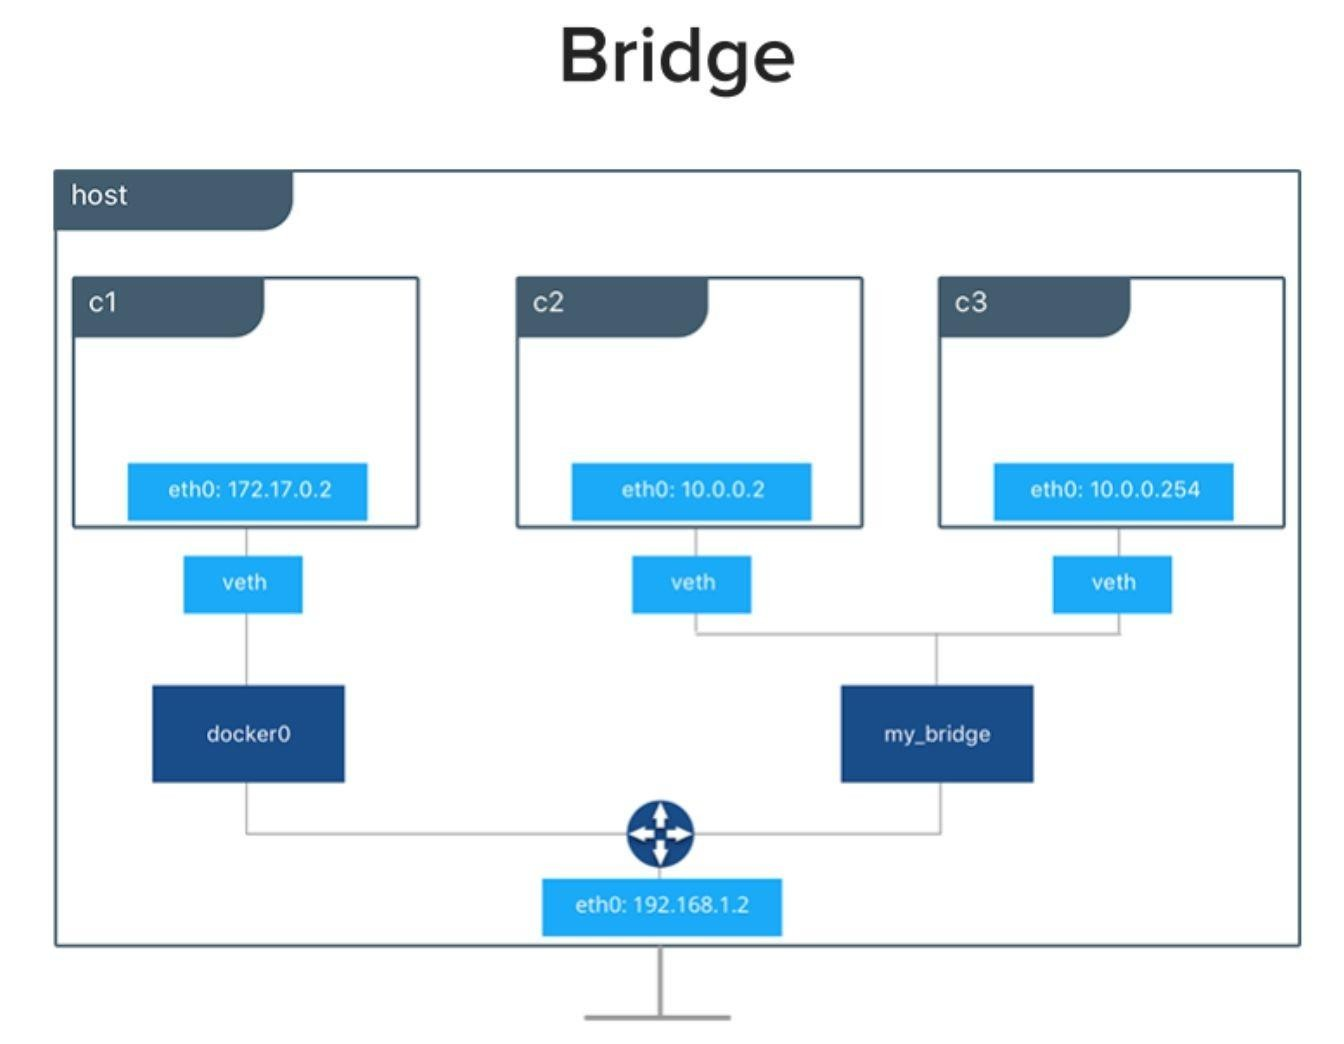 Bridge
host
c1
c2
c3
eth0: 172.17.0.2
eth0: 10.0.0.2
eth0: 10.0.0.254
veth
veth
veth
docker0
my_bridge
eth0: 192.168.1.2